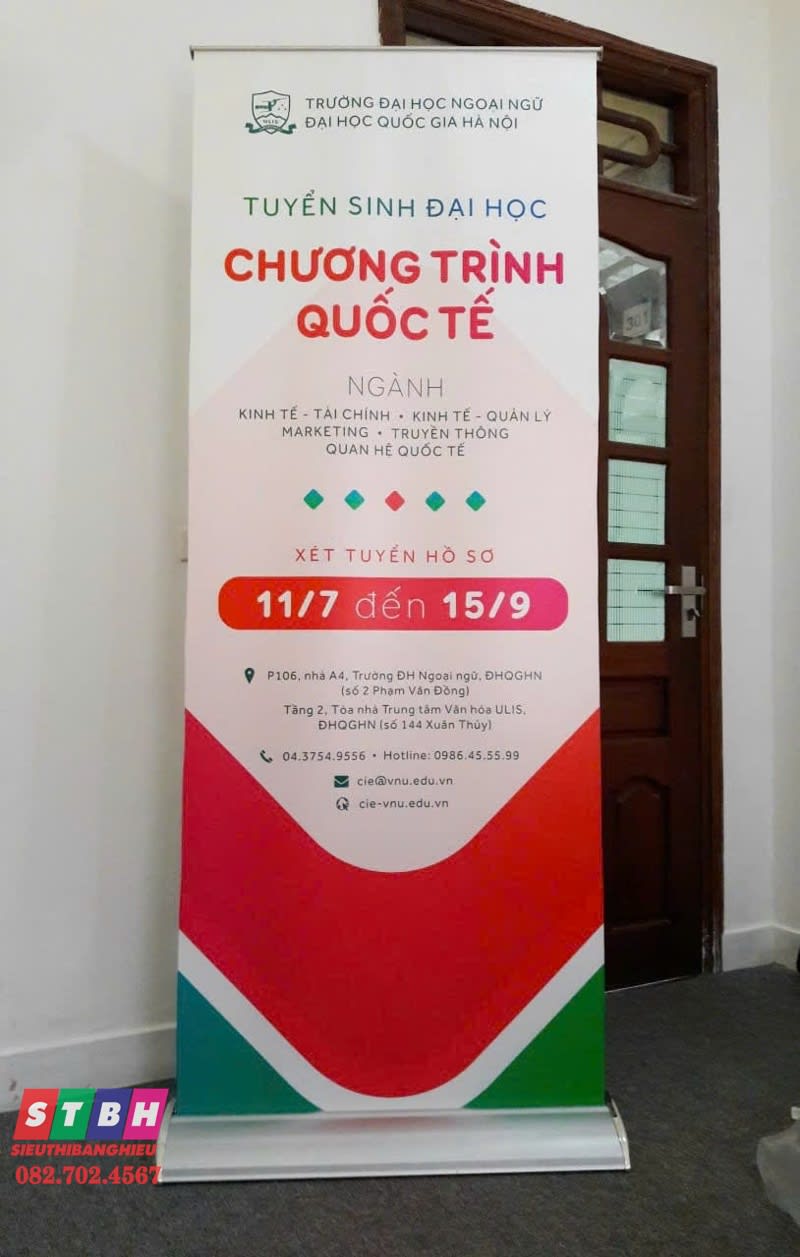 TRƯỜNG ĐẠI HỌC NGOẠI NGỮ
ĐẠI HỌC QUỐC GIA HÀ NỘI
ULIS
TUYỂN SINH ĐẠI HỌC
CHƯƠNG TRÌNH
QUỐC TẾ
NGÀNH
KINH TẾ - TÀI CHÍNH • KINH TẾ - QUẢN LÝ
MARKETING • TRUYỀN THÔNG
QUAN HỆ QUỐC TẾ
XÉT TUYỂN HỒ SƠ
11/7 đến 15/9
P106, nhà A4, Trường ĐH Ngoại ngữ, ĐHQGHN
(số 2 Phạm Văn Đồng)
Tầng 2, Tòa nhà Trung tâm Văn hóa ULIS,
ĐHQGHN (số 144 Xuân Thủy)
04.3754.9556 • Hotline: 0986.45.55.99
cie@vnu.edu.vn
cie-vnu.edu.vn
301
STBH
SIEUTHIBANGHIEU
082.702.4567